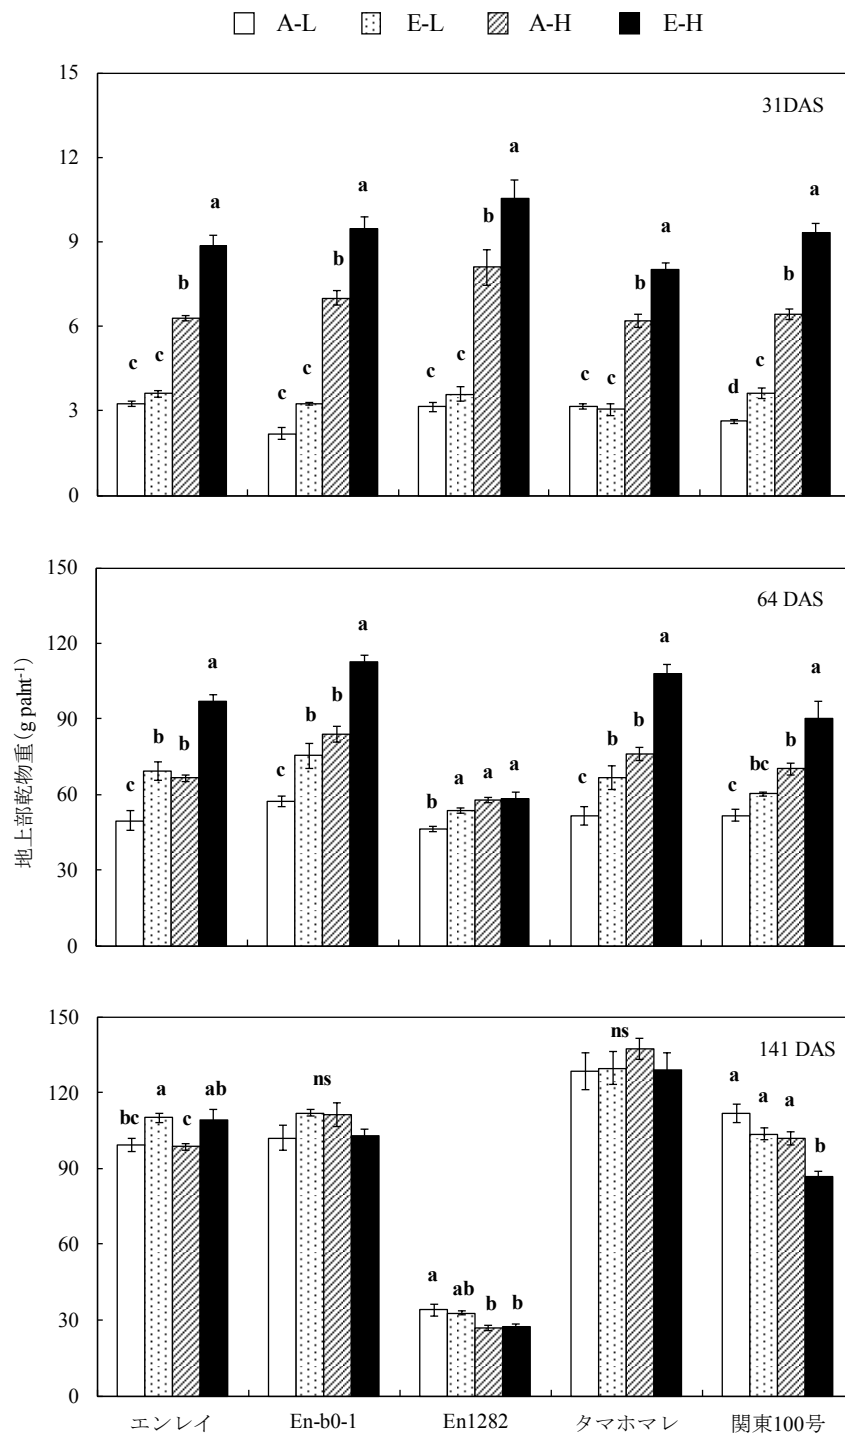 A-L E-L A-H E-H
15
31DAS
a
12
a
a
a
b
a
9
b
b
b
b
6
c c
c c
c c
c c
d c
3
0
150
64 DAS
a
120
a
a
a
b b
b b
b b
b
90
bc
a a a
c
c
b
c
c
60
30
0
地上部乾物重(g palnt-1)
150
141 DAS
ns
120
a ab
bc c
ns
a
a a
b
90
60
a ab
b b
30
0
エンレイ En-b0-1 En1282 タマホマレ 関東100号